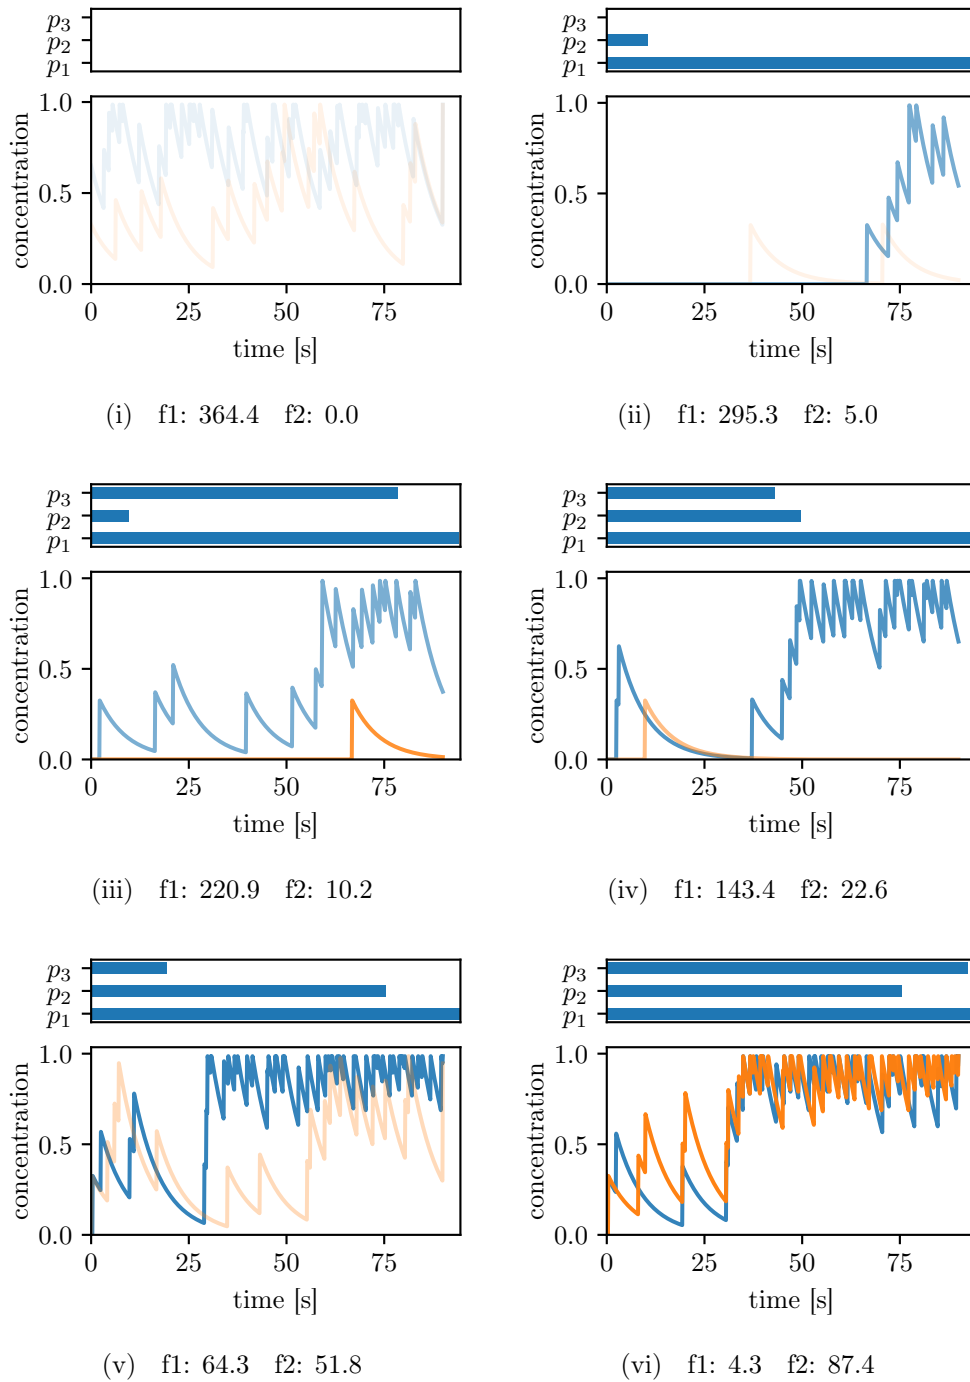 p3
p2
p1
p3
p2
p1
concentration
1.0
0.5
0.0
0 25 50 75
time [s]
concentration
1.0
0.5
0.0
0 25 50 75
time [s]
(i) f1: 364.4 f2: 0.0
(ii) f1: 295.3 f2: 5.0
p3
p2
p1
p3
p2
p1
concentration
1.0
0.5
0.0
0 25 50 75
time [s]
concentration
1.0
0.5
0.0
0 25 50 75
time [s]
(iii) f1: 220.9 f2: 10.2
(iv) f1: 143.4 f2: 22.6
p3
p2
p1
p3
p2
p1
concentration
1.0
0.5
0.0
0 25 50 75
time [s]
concentration
1.0
0.5
0.0
0 25 50 75
time [s]
(v) f1: 64.3 f2: 51.8
(vi) f1: 4.3 f2: 87.4